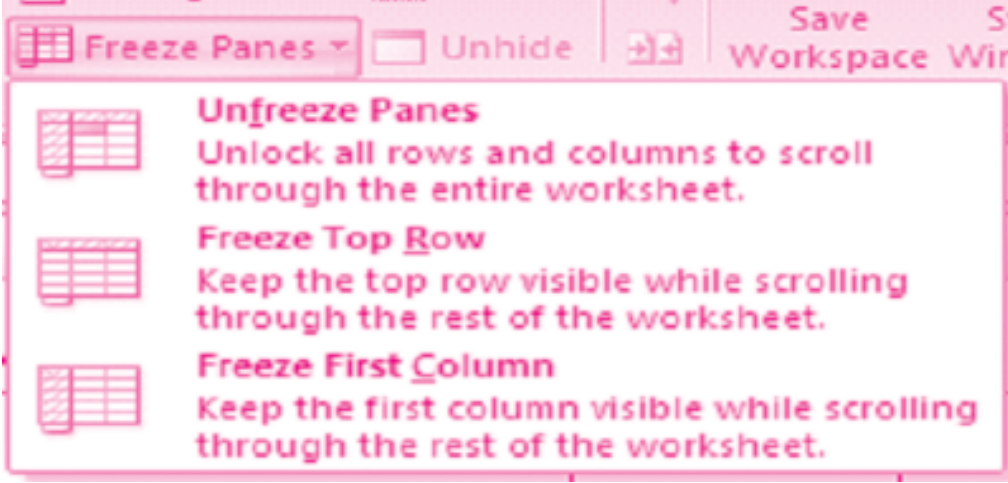 Freeze Panes Unhide Save
Workspace
Unfreeze Panes
Unlock all rows and columns to scroll
through the entire worksheet.
Freeze Top Row
Keep the top row visible while scrolling
through the rest of the worksheet.
Freeze First Column
Keep the first column visible while scrolling
through the rest of the worksheet.